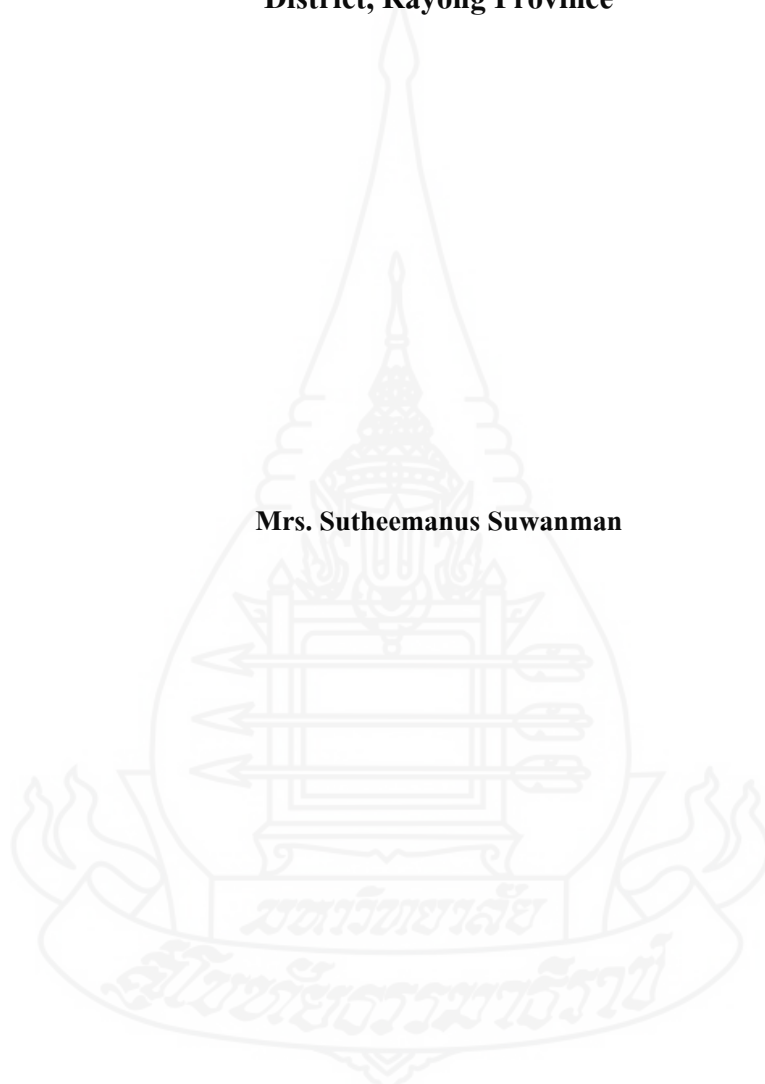 District, Rayong Province
Mrs. Sutheemanus Suwanman
มหาวิทยาลัย
สุโขทัยธรรมาธิราช